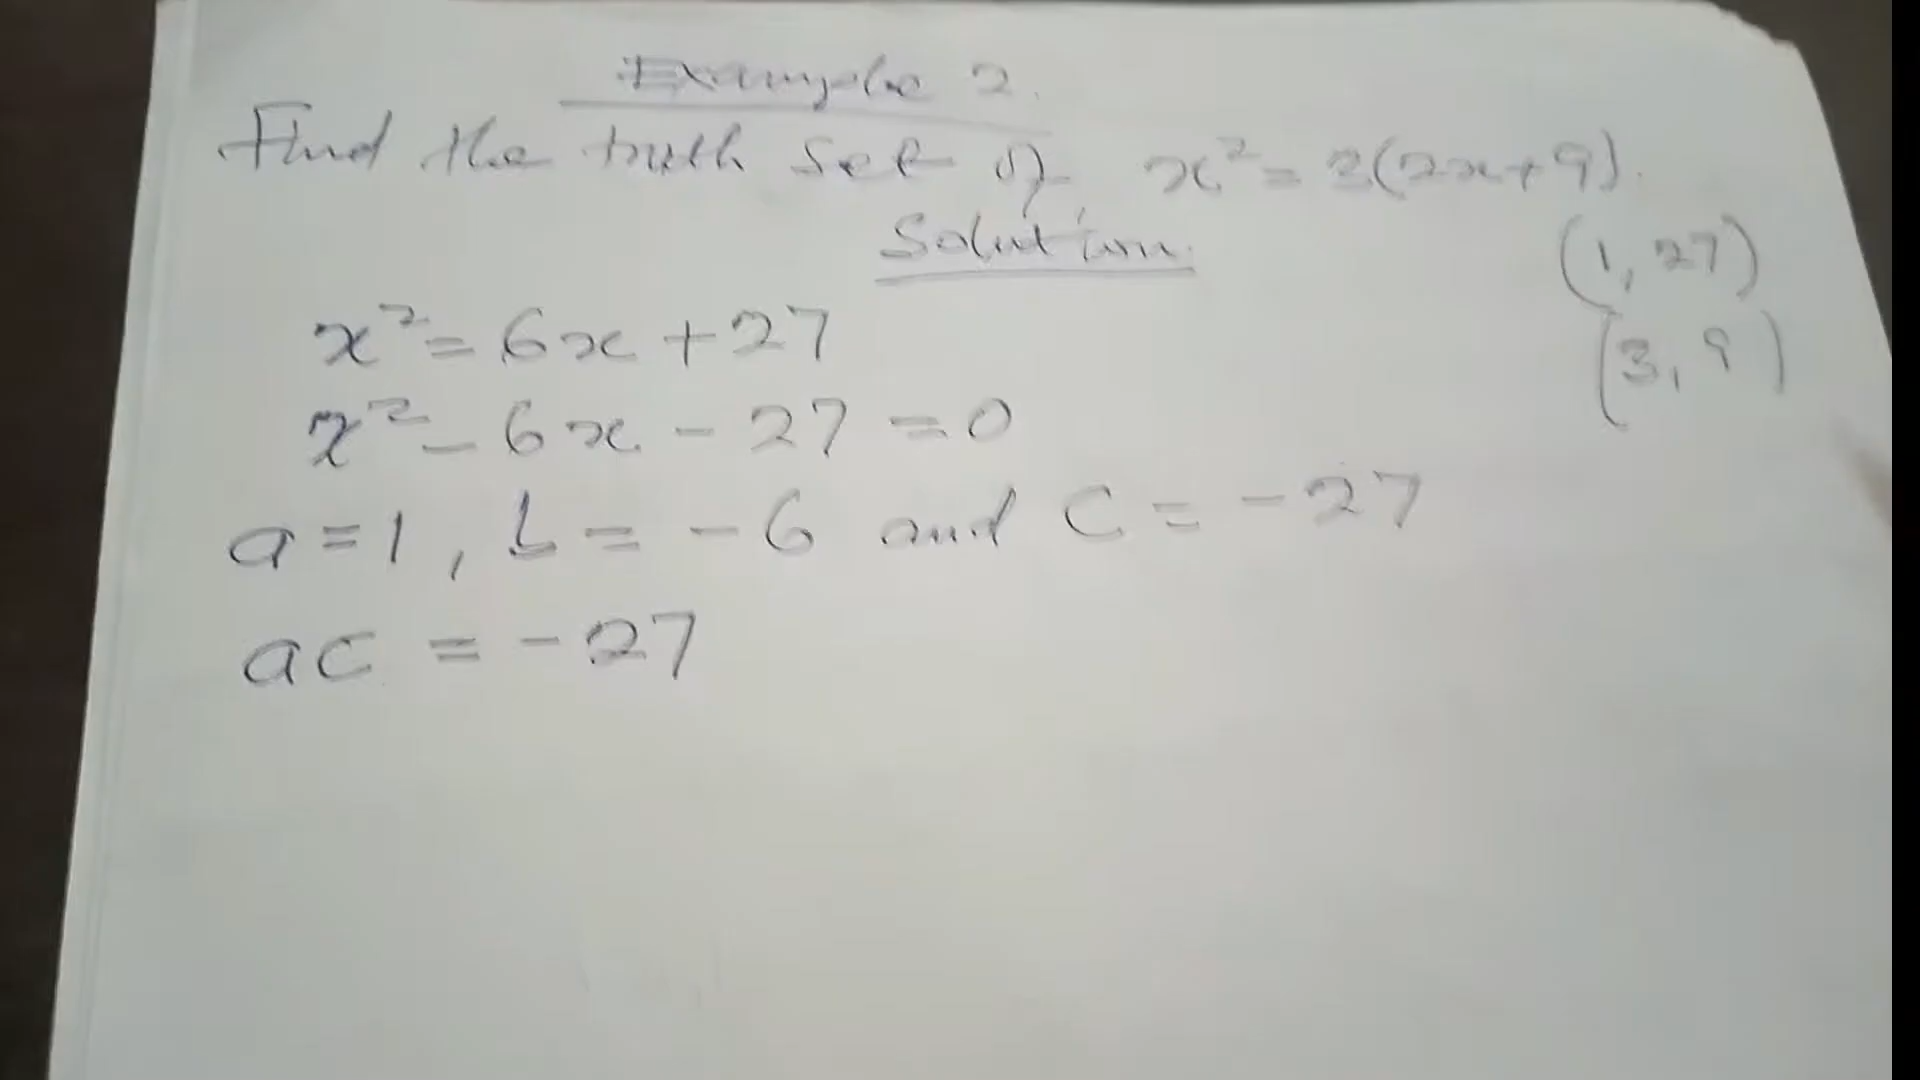 Example 2.
Find the truth set of x² = 3(2x+9).
Solution.
(1, 27)
(3, 9)
x² = 6x + 27
x² - 6x - 27 = 0
a = 1, b = -6 and c = -27
ac = -27